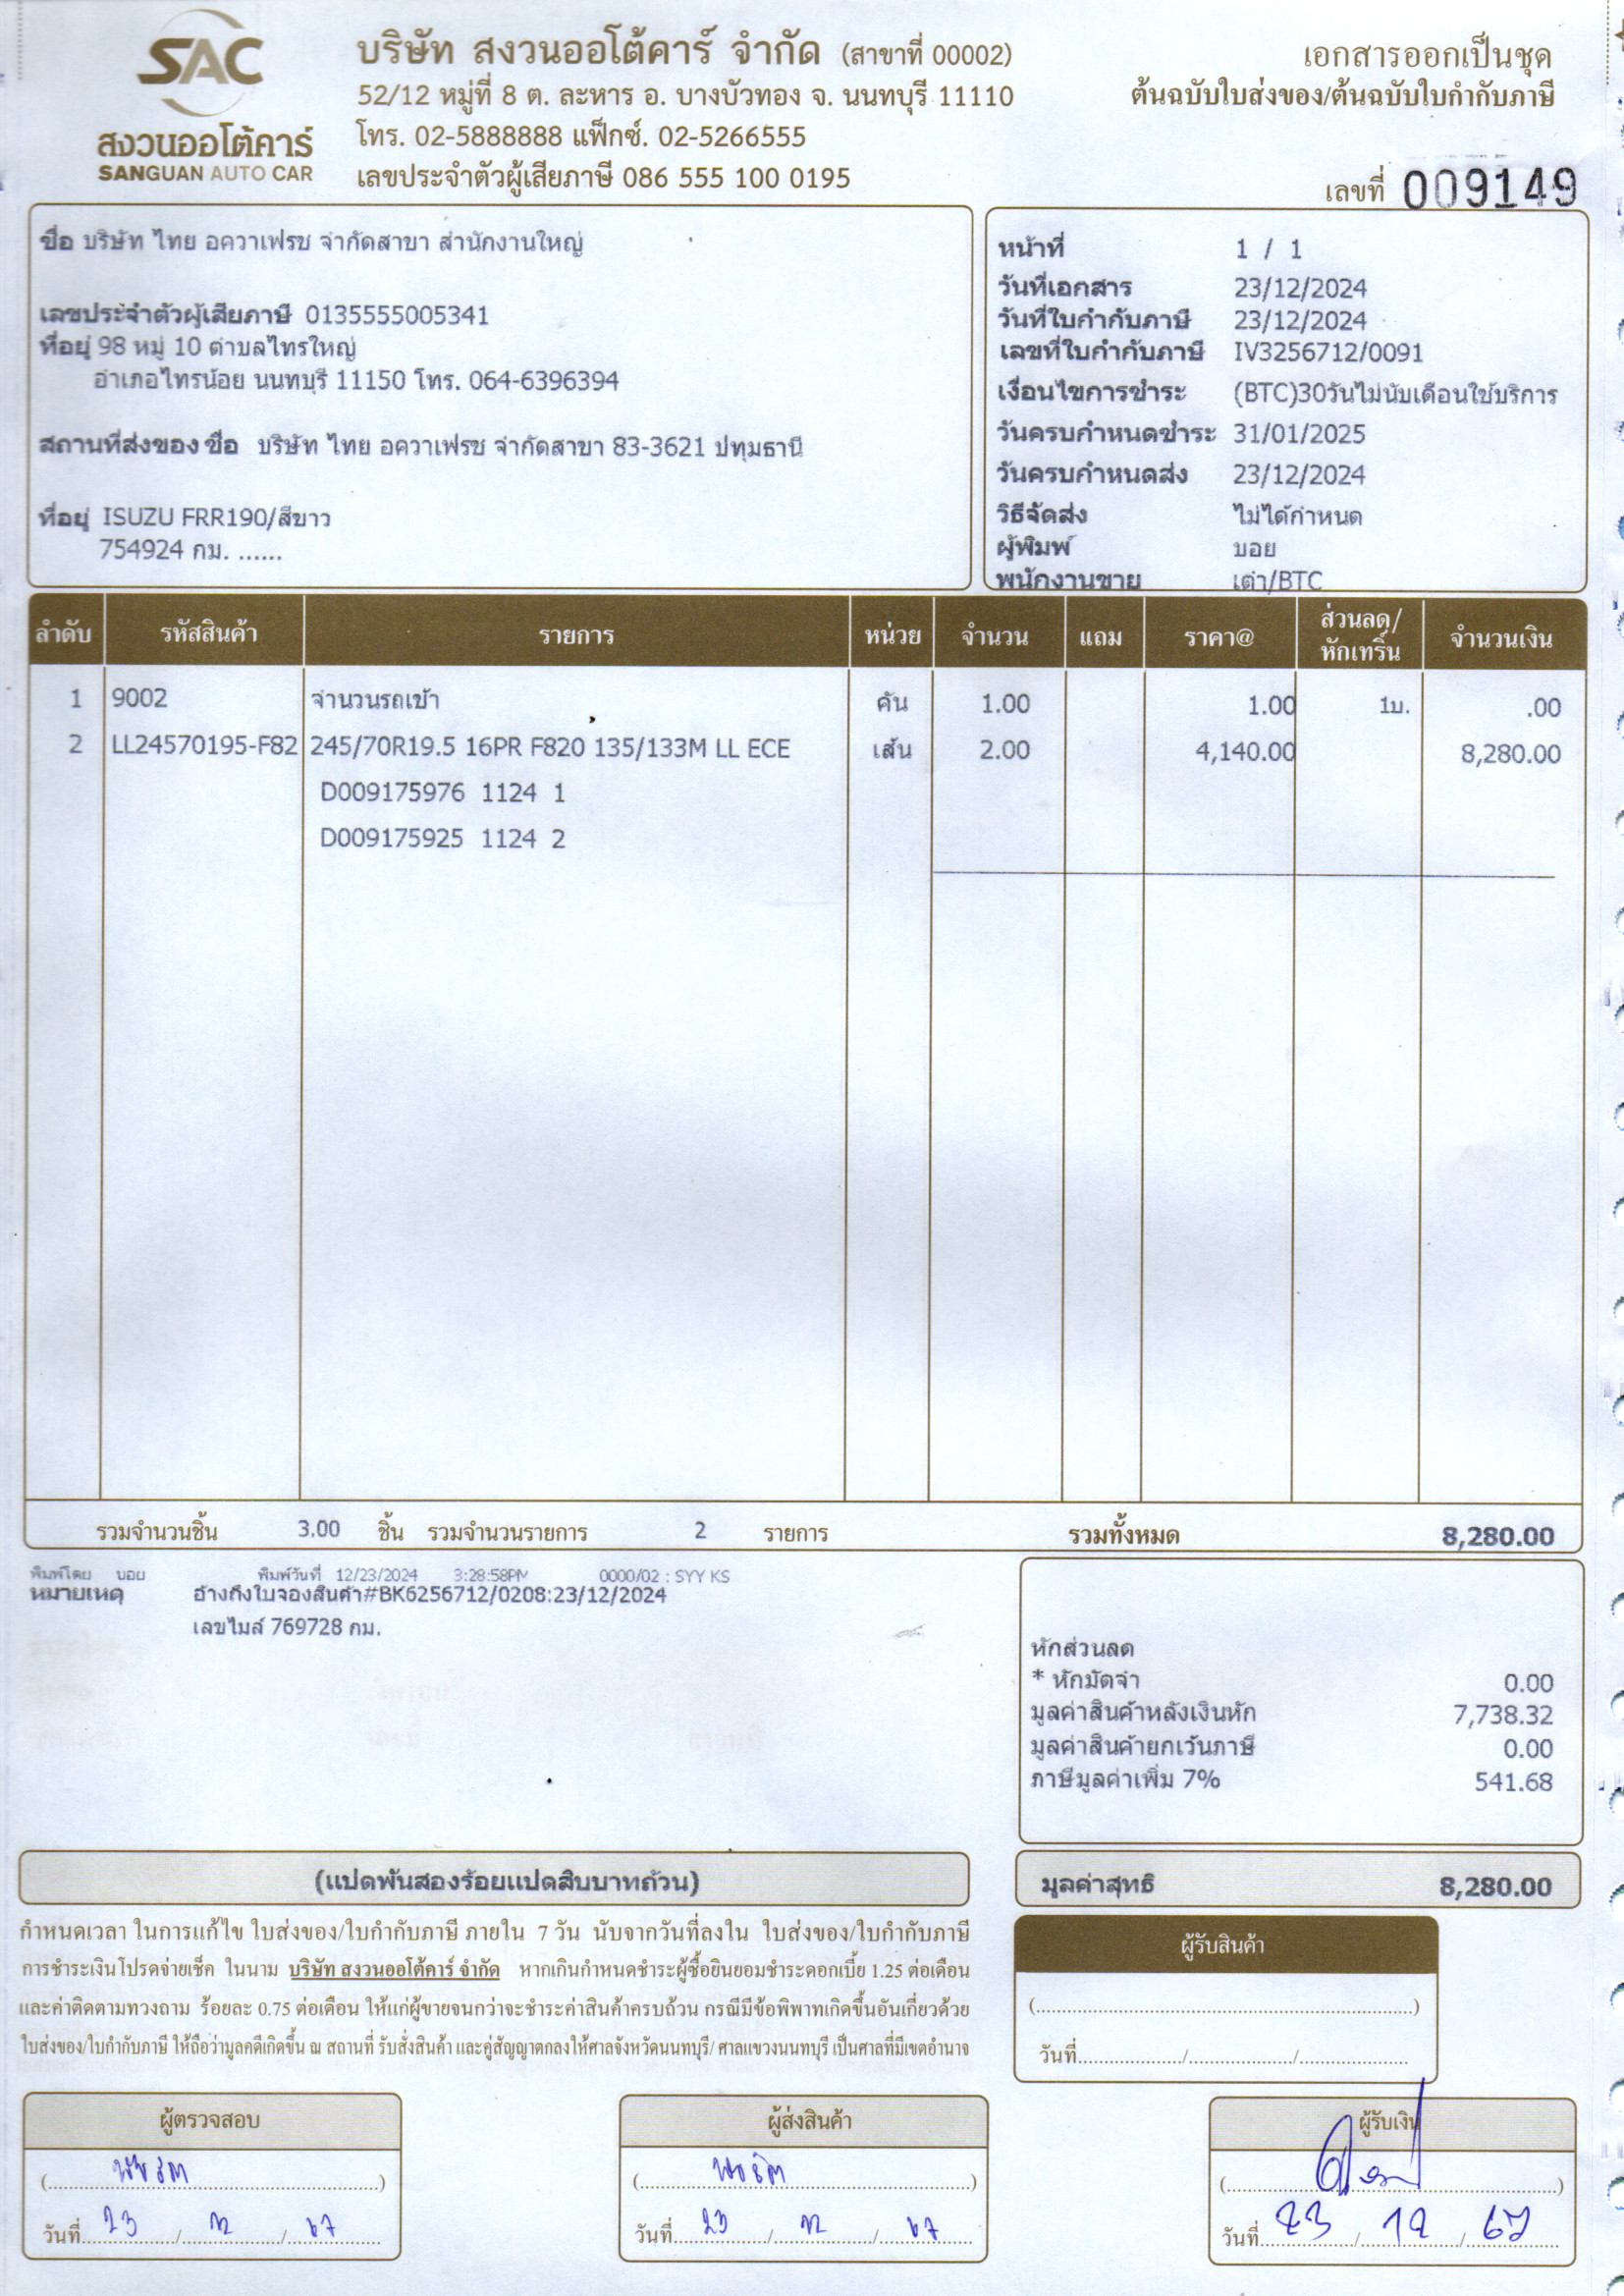 SAC
สงวนออโต้คาร์
SANGUAN AUTO CAR
บริษัท สงวนออโต้คาร์ จำกัด (สาขาที่ 00002)
52/12 หมู่ที่ 8 ต. ละหาร อ. บางบัวทอง จ. นนทบุรี 11110
โทร. 02-5888888 แฟ็กซ์. 02-5266555
เลขประจำตัวผู้เสียภาษี 086 555 100 0195
เอกสารออกเป็นชุด
ต้นฉบับใบส่งของ/ต้นฉบับใบกำกับภาษี
เลขที่ 009149
ชื่อ บริษัท ไทย อควาเฟรช จำกัดสาขา สำนักงานใหญ่
เลขประจำตัวผู้เสียภาษี 0135555005341
ที่อยู่ 98 หมู่ 10 ตำบลไทรใหญ่
อำเภอไทรน้อย นนทบุรี 11150 โทร. 064-6396394
สถานที่ส่งของ ชื่อ บริษัท ไทย อควาเฟรช จำกัดสาขา 83-3621 ปทุมธานี
ที่อยู่ ISUZU FRR190/สีขาว
754924 กม. ......
หน้าที่ 1 / 1
วันที่เอกสาร 23/12/2024
วันที่ใบกำกับภาษี 23/12/2024
เลขที่ใบกำกับภาษี IV3256712/0091
เงื่อนไขการชำระ (BTC)30วันไม่นับเดือนใช้บริการ
วันครบกำหนดชำระ 31/01/2025
วันครบกำหนดส่ง 23/12/2024
วิธีจัดส่ง ไม่ได้กำหนด
ผู้พิมพ์ บอย
พนักงานขาย เต่า/BTC
ลำดับ รหัสสินค้า รายการ หน่วย จำนวน แถม ราคา@ ส่วนลด/หักเทริ์น จำนวนเงิน
1 9002 จำนวนรถเข้า คัน 1.00 1.00 1บ. .00
2 LL24570195-F82 245/70R19.5 16PR F820 135/133M LL ECE เส้น 2.00 4,140.00 8,280.00
D009175976 1124 1
D009175925 1124 2
รวมจำนวนชิ้น 3.00 ชิ้น รวมจำนวนรายการ 2 รายการ รวมทั้งหมด 8,280.00
พิมพ์โดย บอย พิมพ์วันที่ 12/23/2024 3:28:58PM 0000/02 : SYY KS
หมายเหตุ อ้างถึงใบจองสินค้า#BK6256712/0208:23/12/2024
เลขไมล์ 769728 กม.
หักส่วนลด
* หักมัดจำ 0.00
มูลค่าสินค้าหลังเงินหัก 7,738.32
มูลค่าสินค้ายกเว้นภาษี 0.00
ภาษีมูลค่าเพิ่ม 7% 541.68
(แปดพันสองร้อยแปดสิบบาทถ้วน)
มูลค่าสุทธิ 8,280.00
กำหนดเวลา ในการแก้ไข ใบส่งของ/ใบกำกับภาษี ภายใน 7 วัน นับจากวันที่ลงใน ใบส่งของ/ใบกำกับภาษี
การชำระเงินโปรดจ่ายเช็ค ในนาม บริษัท สงวนออโต้คาร์ จำกัด หากเกินกำหนดชำระผู้ซื้อยินยอมชำระดอกเบี้ย 1.25 ต่อเดือน
และค่าติดตามทวงถาม ร้อยละ 0.75 ต่อเดือน ให้แก่ผู้ขายจนกว่าจะชำระค่าสินค้าครบถ้วน กรณีมีข้อพิพาทเกิดขึ้นอันเกี่ยวด้วย
ใบส่งของ/ใบกำกับภาษี ให้ถือว่ามูลคดีเกิดขึ้น ณ สถานที่ รับสั่งสินค้า และคู่สัญญาตกลงให้ศาลจังหวัดนนทบุรี/ ศาลแขวงนนทบุรี เป็นศาลที่มีเขตอำนาจ
ผู้รับสินค้า
(..........)
วันที่........../........../..........
ผู้ตรวจสอบ
วันที่ 23 / 12 / 67
ผู้ส่งสินค้า
วันที่ 23 / 12 / 67
ผู้รับเงิน
วันที่ 23 / 12 / 67